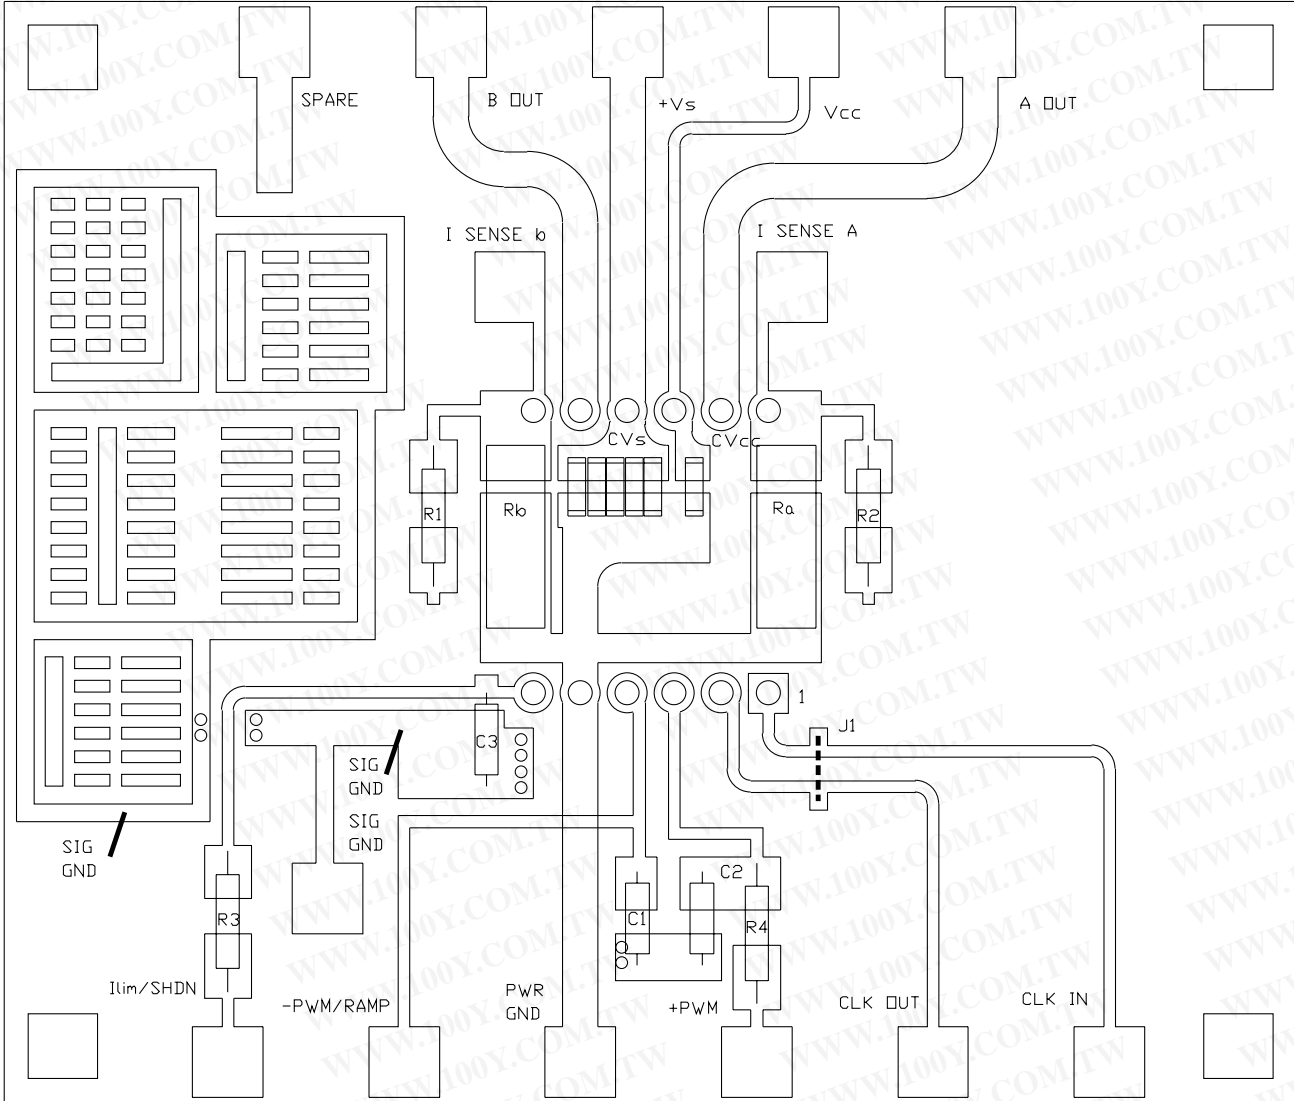 SPARE
B OUT
+Vs
Vcc
A OUT
I SENSE b
I SENSE A
CVs
CVcc
R1
Rb
Ra
R2
1
J1
C3
SIG
GND
SIG
GND
SIG
GND
C2
R3
C1
R4
Ilim/SHDN
-PWM/RAMP
PWR
GND
+PWM
CLK OUT
CLK IN
WWW.100Y.COM.TW